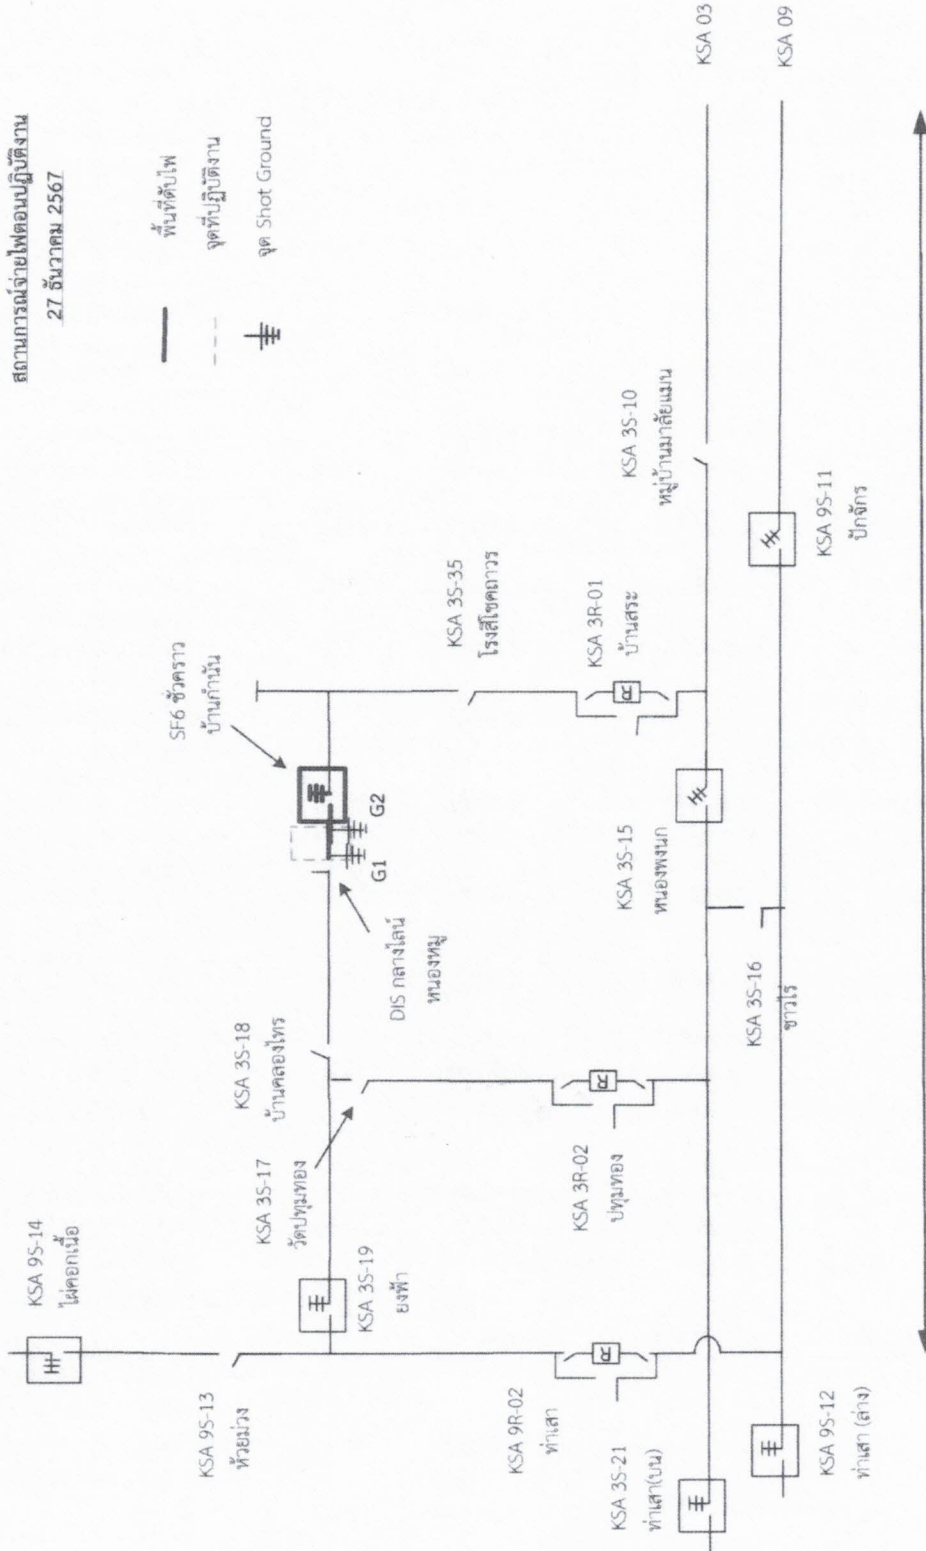 สถานการณ์จ่ายไฟตอนปฏิบัติงาน
27 ธันวาคม 2567
พื้นที่ดับไฟ
จุดที่ปฏิบัติงาน
จุด Shot Ground
KSA 9S-14
ไผ่คอกเนื้อ
KSA 9S-13
ห้วยม่วง
KSA 3S-17
วัดปทุมทอง
KSA 3S-18
บ้านคลองไทร
SF6 ชั่วคราว
บ้านกำนัน
KSA 3S-19
ยงฟ้า
DIS กลางไลน์
หนองหมู
G1
G2
KSA 3S-35
โรงสีโชคถาวร
KSA 9R-02
ท่าเสา
RC
KSA 3R-02
ปทุมทอง
RC
KSA 3R-01
บ้านสระ
RC
KSA 3S-21
ท่าเสา(บน)
KSA 3S-15
หนองพงนก
KSA 3S-10
หมู่บ้านมาลัยแมน
KSA 03
KSA 3S-16
ชาวไร่
KSA 9S-12
ท่าเสา (ล่าง)
KSA 9S-11
ปักจักร
KSA 09